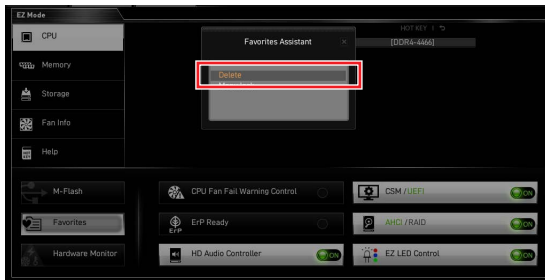 EZ Mode
HOT KEY | ↩
CPU
Favorites Assistant ×
[DDR4-4466]
Memory
Delete
Storage
Fan Info
Help
M-Flash
CPU Fan Fail Warning Control
CSM /UEFI
ON
Favorites
ErP
ErP Ready
AHCI /RAID
ON
Hardware Monitor
HD Audio Controller
ON
EZ LED Control
ON